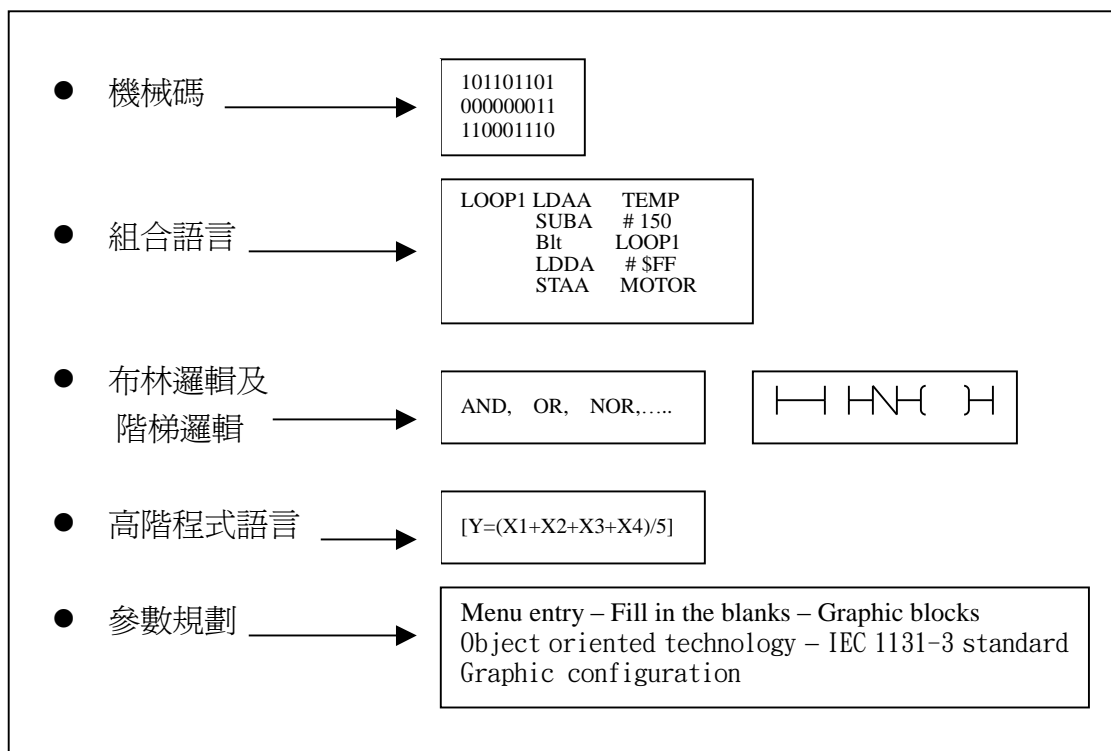 ● 機械碼
101101101
000000011
110001110
● 組合語言
LOOP1 LDAA TEMP
SUBA # 150
Blt LOOP1
LDDA # $FF
STAA MOTOR
● 布林邏輯及
階梯邏輯
AND, OR, NOR,…..
● 高階程式語言
[Y=(X1+X2+X3+X4)/5]
● 參數規劃
Menu entry – Fill in the blanks – Graphic blocks
Object oriented technology – IEC 1131-3 standard
Graphic configuration